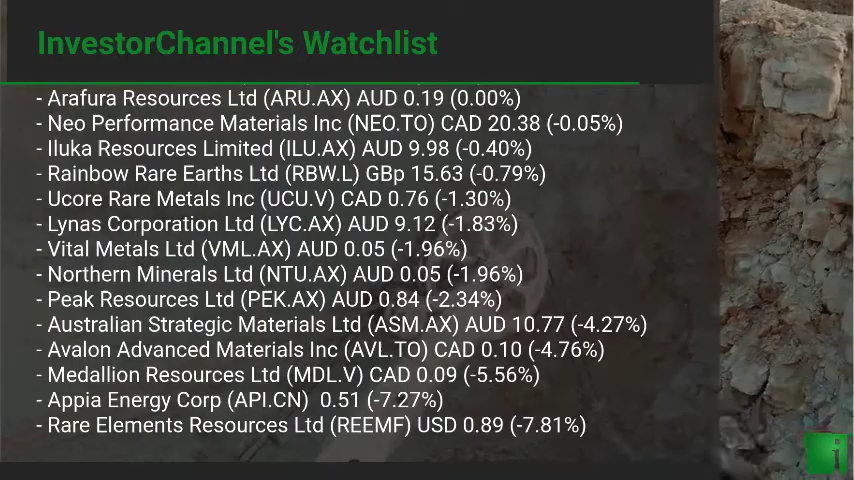 InvestorChannel's Watchlist
- Arafura Resources Ltd (ARU.AX) AUD 0.19 (0.00%)
- Neo Performance Materials Inc (NEO.TO) CAD 20.38 (-0.05%)
- Iluka Resources Limited (ILU.AX) AUD 9.98 (-0.40%)
- Rainbow Rare Earths Ltd (RBW.L) GBp 15.63 (-0.79%)
- Ucore Rare Metals Inc (UCU.V) CAD 0.76 (-1.30%)
- Lynas Corporation Ltd (LYC.AX) AUD 9.12 (-1.83%)
- Vital Metals Ltd (VML.AX) AUD 0.05 (-1.96%)
- Northern Minerals Ltd (NTU.AX) AUD 0.05 (-1.96%)
- Peak Resources Ltd (PEK.AX) AUD 0.84 (-2.34%)
- Australian Strategic Materials Ltd (ASM.AX) AUD 10.77 (-4.27%)
- Avalon Advanced Materials Inc (AVL.TO) CAD 0.10 (-4.76%)
- Medallion Resources Ltd (MDL.V) CAD 0.09 (-5.56%)
- Appia Energy Corp (API.CN)  0.51 (-7.27%)
- Rare Elements Resources Ltd (REEMF) USD 0.89 (-7.81%)
i